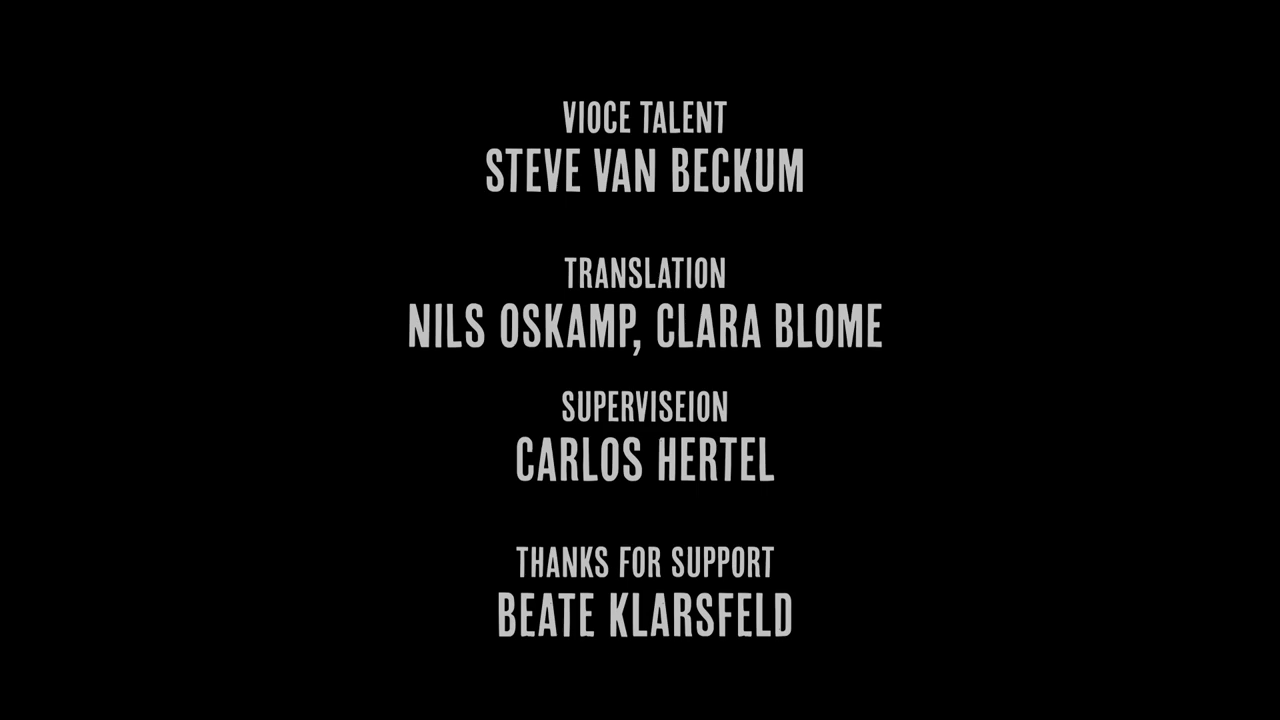 VIOCE TALENT
STEVE VAN BECKUM
TRANSLATION
NILS OSKAMP, CLARA BLOME
SUPERVISEION
CARLOS HERTEL
THANKS FOR SUPPORT
BEATE KLARSFELD